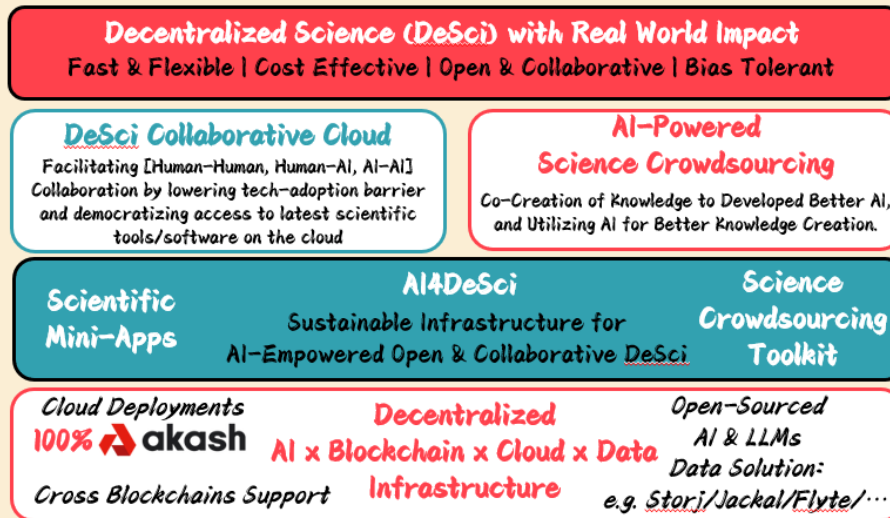 Decentralized Science (DeSci) with Real World Impact
Fast & Flexible | Cost Effective | Open & Collaborative | Bias Tolerant
DeSci Collaborative Cloud
Facilitating [Human-Human, Human-AI, AI-AI]
Collaboration by lowering tech-adoption barrier
and democratizing access to latest scientific
tools/software on the cloud
AI-Powered
Science Crowdsourcing
Co-Creation of Knowledge to Developed Better AI,
and Utilizing AI for Better Knowledge Creation.
Scientific
Mini-Apps
AI4DeSci
Sustainable Infrastructure for
AI-Empowered Open & Collaborative DeSci
Science
Crowdsourcing
Toolkit
Cloud Deployments
100% akash
Cross Blockchains Support
Decentralized
AI x Blockchain x Cloud x Data
Infrastructure
Open-Sourced
AI & LLMs
Data Solution:
e.g. Storj/Jackal/Flyte/...